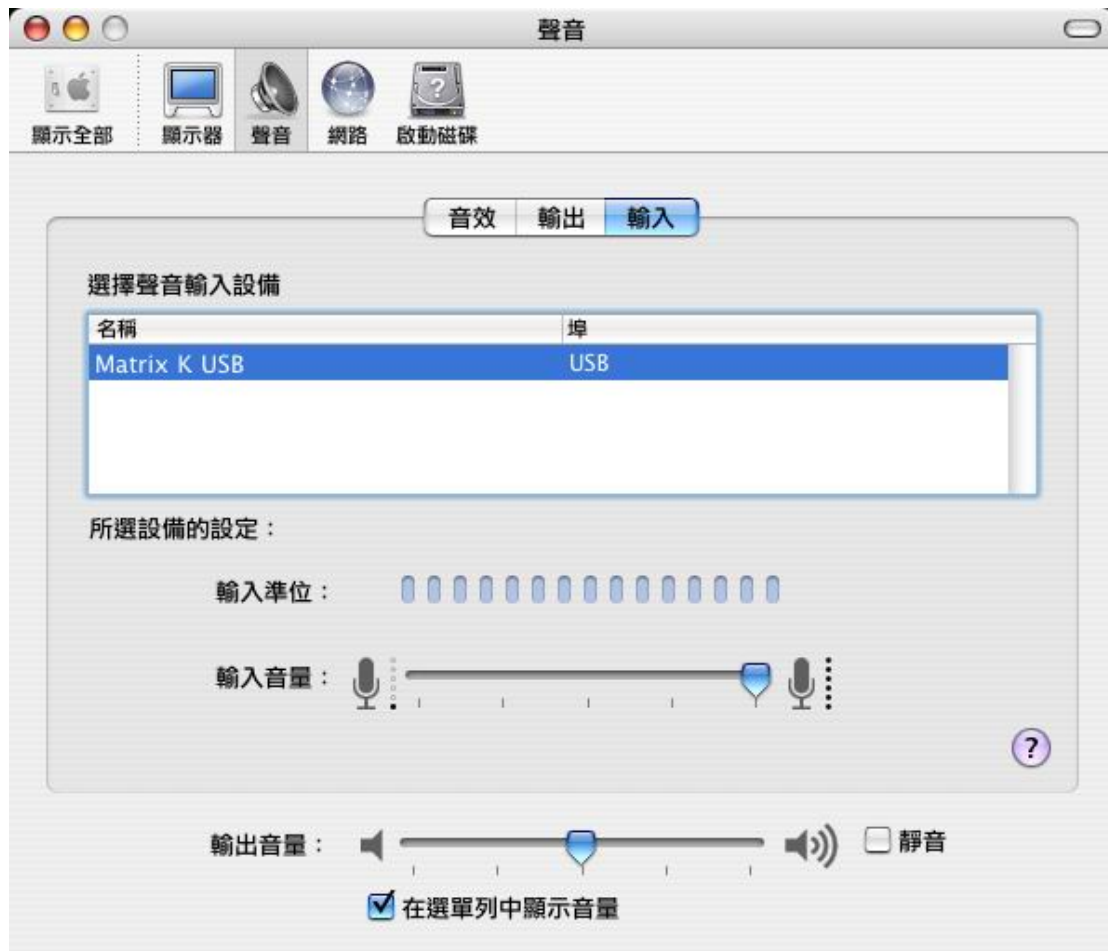 聲音
顯示全部 顯示器 聲音 網路 啟動磁碟
音效 輸出 輸入
選擇聲音輸入設備
名稱 埠
Matrix K USB USB
所選設備的設定：
輸入準位：
輸入音量：
?
輸出音量： 靜音
在選單列中顯示音量